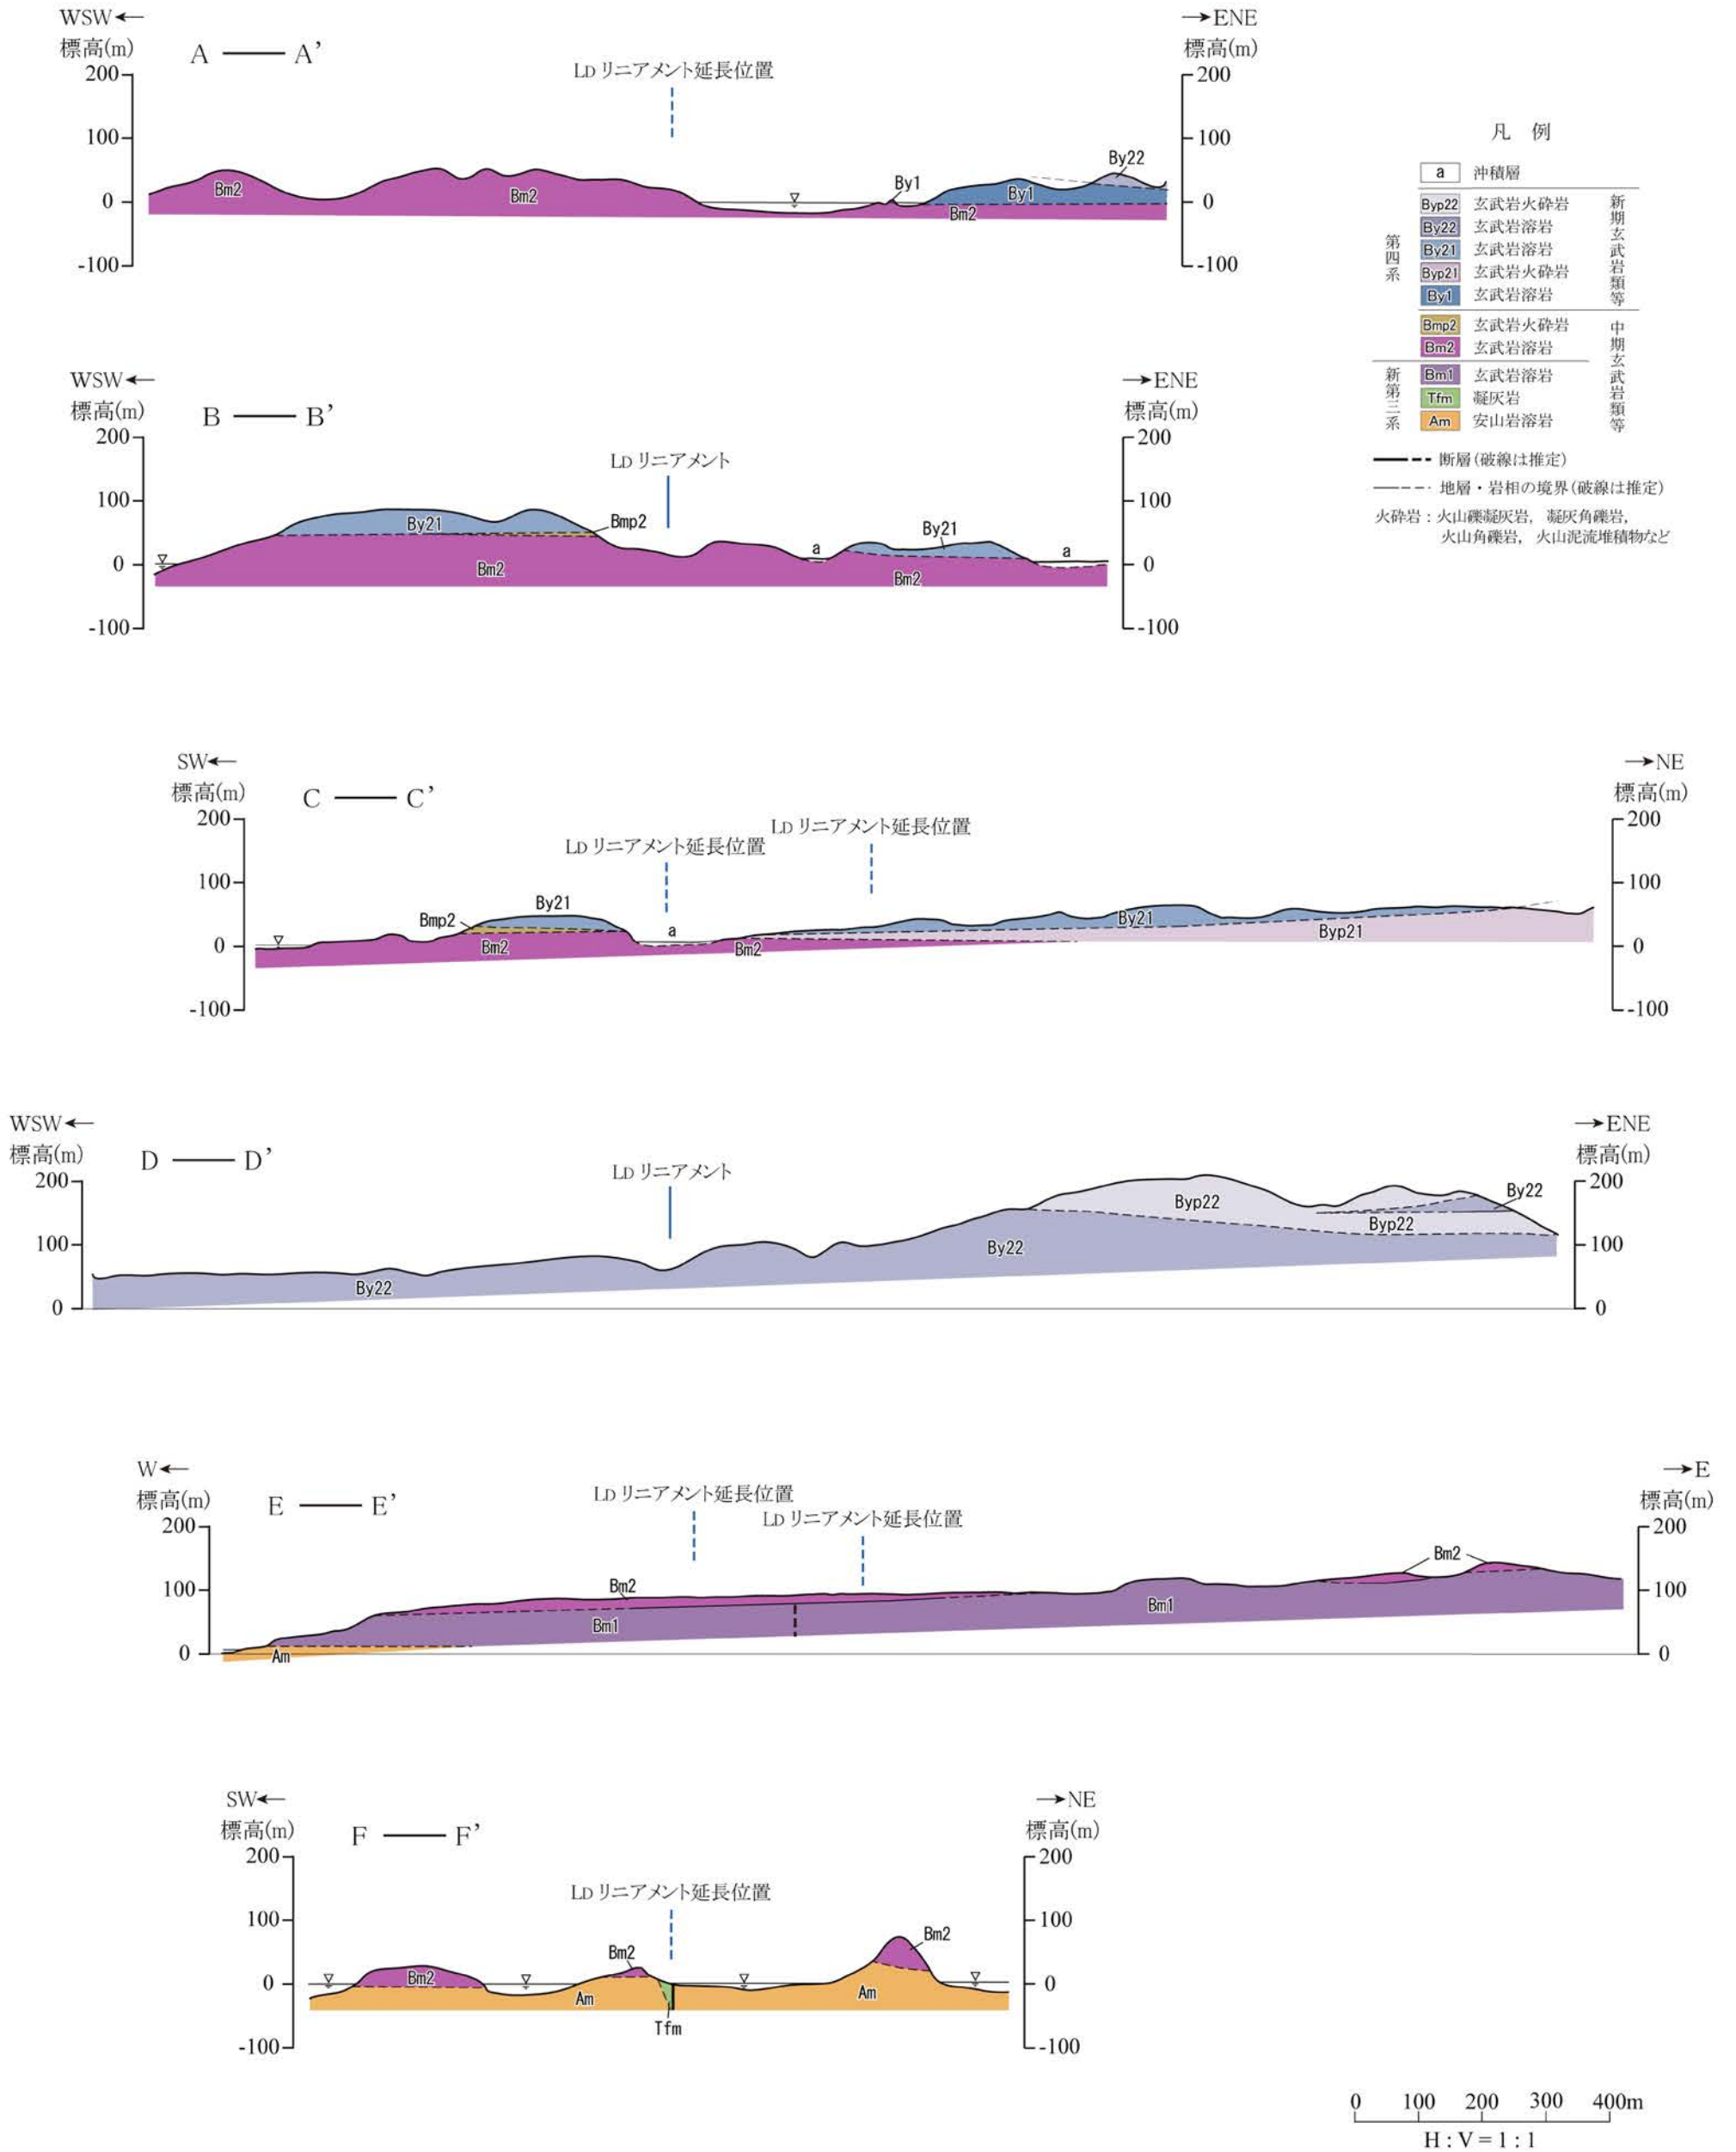 WSW← →ENE
標高(m) 標高(m)
A —— A’
LD リニアメント延長位置
200 200
100 100
0 0
-100 -100
Bm2
Bm2
By1
By1
By22
Bm2
凡 例
a 沖積層
Byp22 玄武岩火砕岩
By22 玄武岩溶岩
By21 玄武岩溶岩
Byp21 玄武岩火砕岩
By1 玄武岩溶岩
Bmp2 玄武岩火砕岩
Bm2 玄武岩溶岩
Bm1 玄武岩溶岩
Tfm 凝灰岩
Am 安山岩溶岩
第四系
新第三系
新期玄武岩類等
中期玄武岩類等
断層(破線は推定)
地層・岩相の境界(破線は推定)
火砕岩:火山礫凝灰岩, 凝灰角礫岩,
火山角礫岩, 火山泥流堆積物など
WSW← →ENE
標高(m) 標高(m)
B —— B’
LD リニアメント
200 200
100 100
0 0
-100 -100
By21
Bmp2
Bm2
a
By21
Bm2
a
SW← →NE
標高(m) 標高(m)
C —— C’
LD リニアメント延長位置
LD リニアメント延長位置
200 200
100 100
0 0
-100 -100
By21
Bmp2
Bm2
a
Bm2
By21
Byp21
WSW← →ENE
標高(m) 標高(m)
D —— D’
LD リニアメント
200 200
100 100
0 0
By22
By22
Byp22
Byp22
By22
W← →E
標高(m) 標高(m)
E —— E’
LD リニアメント延長位置
LD リニアメント延長位置
200 200
100 100
0 0
Bm2
Bm1
Am
Bm1
Bm2
SW← →NE
標高(m) 標高(m)
F —— F’
LD リニアメント延長位置
200 200
100 100
0 0
-100 -100
Bm2
Bm2
Am
Tfm
Am
Bm2
0 100 200 300 400m
H : V = 1 : 1